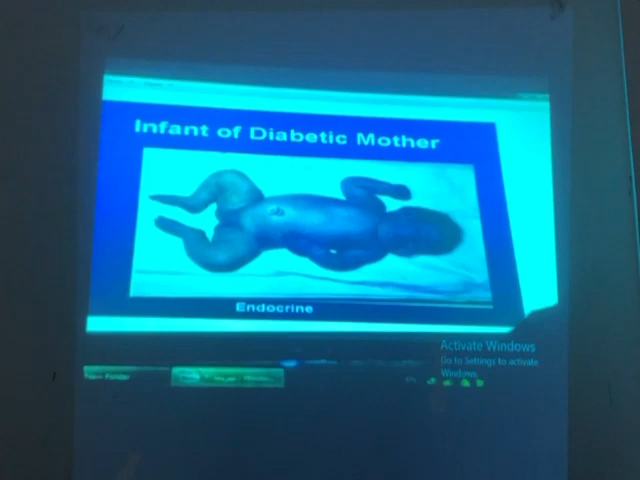 Infant of Diabetic Mother
Endocrine
Activate Windows
Go to Settings to activate
Windows.